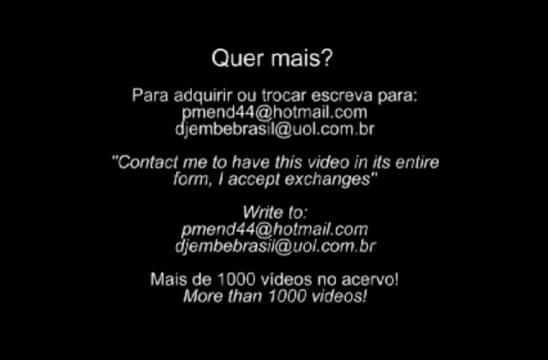 Quer mais?
Para adquirir ou trocar escreva para:
pmend44@hotmail.com
djembebrasil@uol.com.br
"Contact me to have this video in its entire
form, I accept exchanges"
Write to:
pmend44@hotmail.com
djembebrasil@uol.com.br
Mais de 1000 vídeos no acervo!
More than 1000 videos!